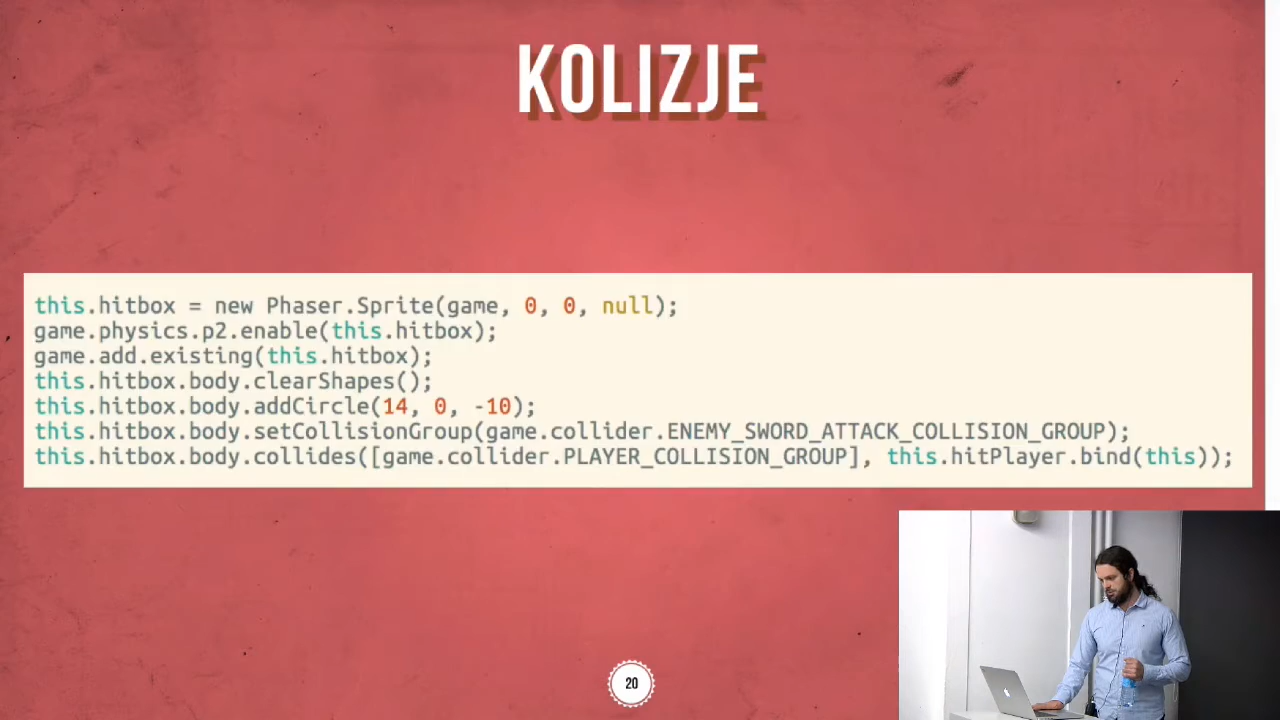 KOLIZJE
this.hitbox = new Phaser.Sprite(game, 0, 0, null);
game.physics.p2.enable(this.hitbox);
game.add.existing(this.hitbox);
this.hitbox.body.clearShapes();
this.hitbox.body.addCircle(14, 0, -10);
this.hitbox.body.setCollisionGroup(game.collider.ENEMY_SWORD_ATTACK_COLLISION_GROUP);
this.hitbox.body.collides([game.collider.PLAYER_COLLISION_GROUP], this.hitPlayer.bind(this));
20